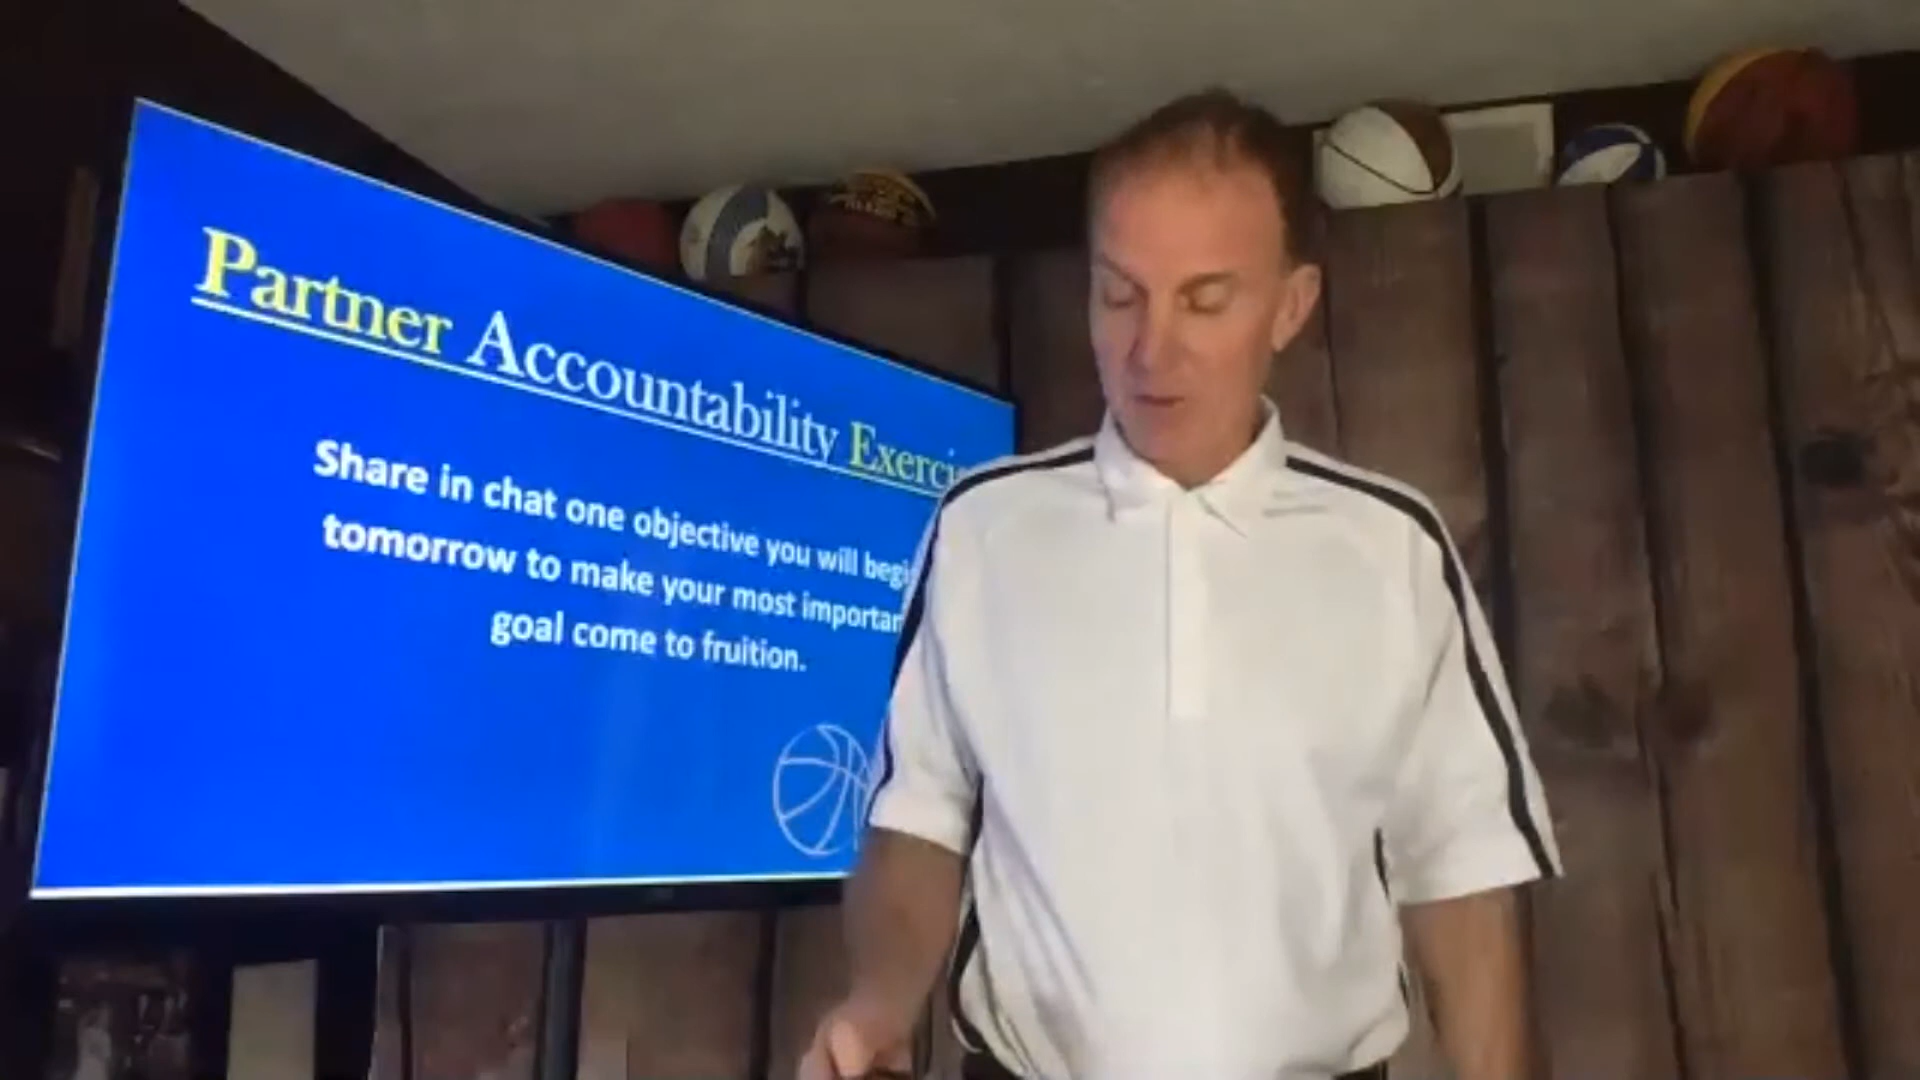 Partner Accountability Exerci
Share in chat one objective you will begi
tomorrow to make your most importan
goal come to fruition.